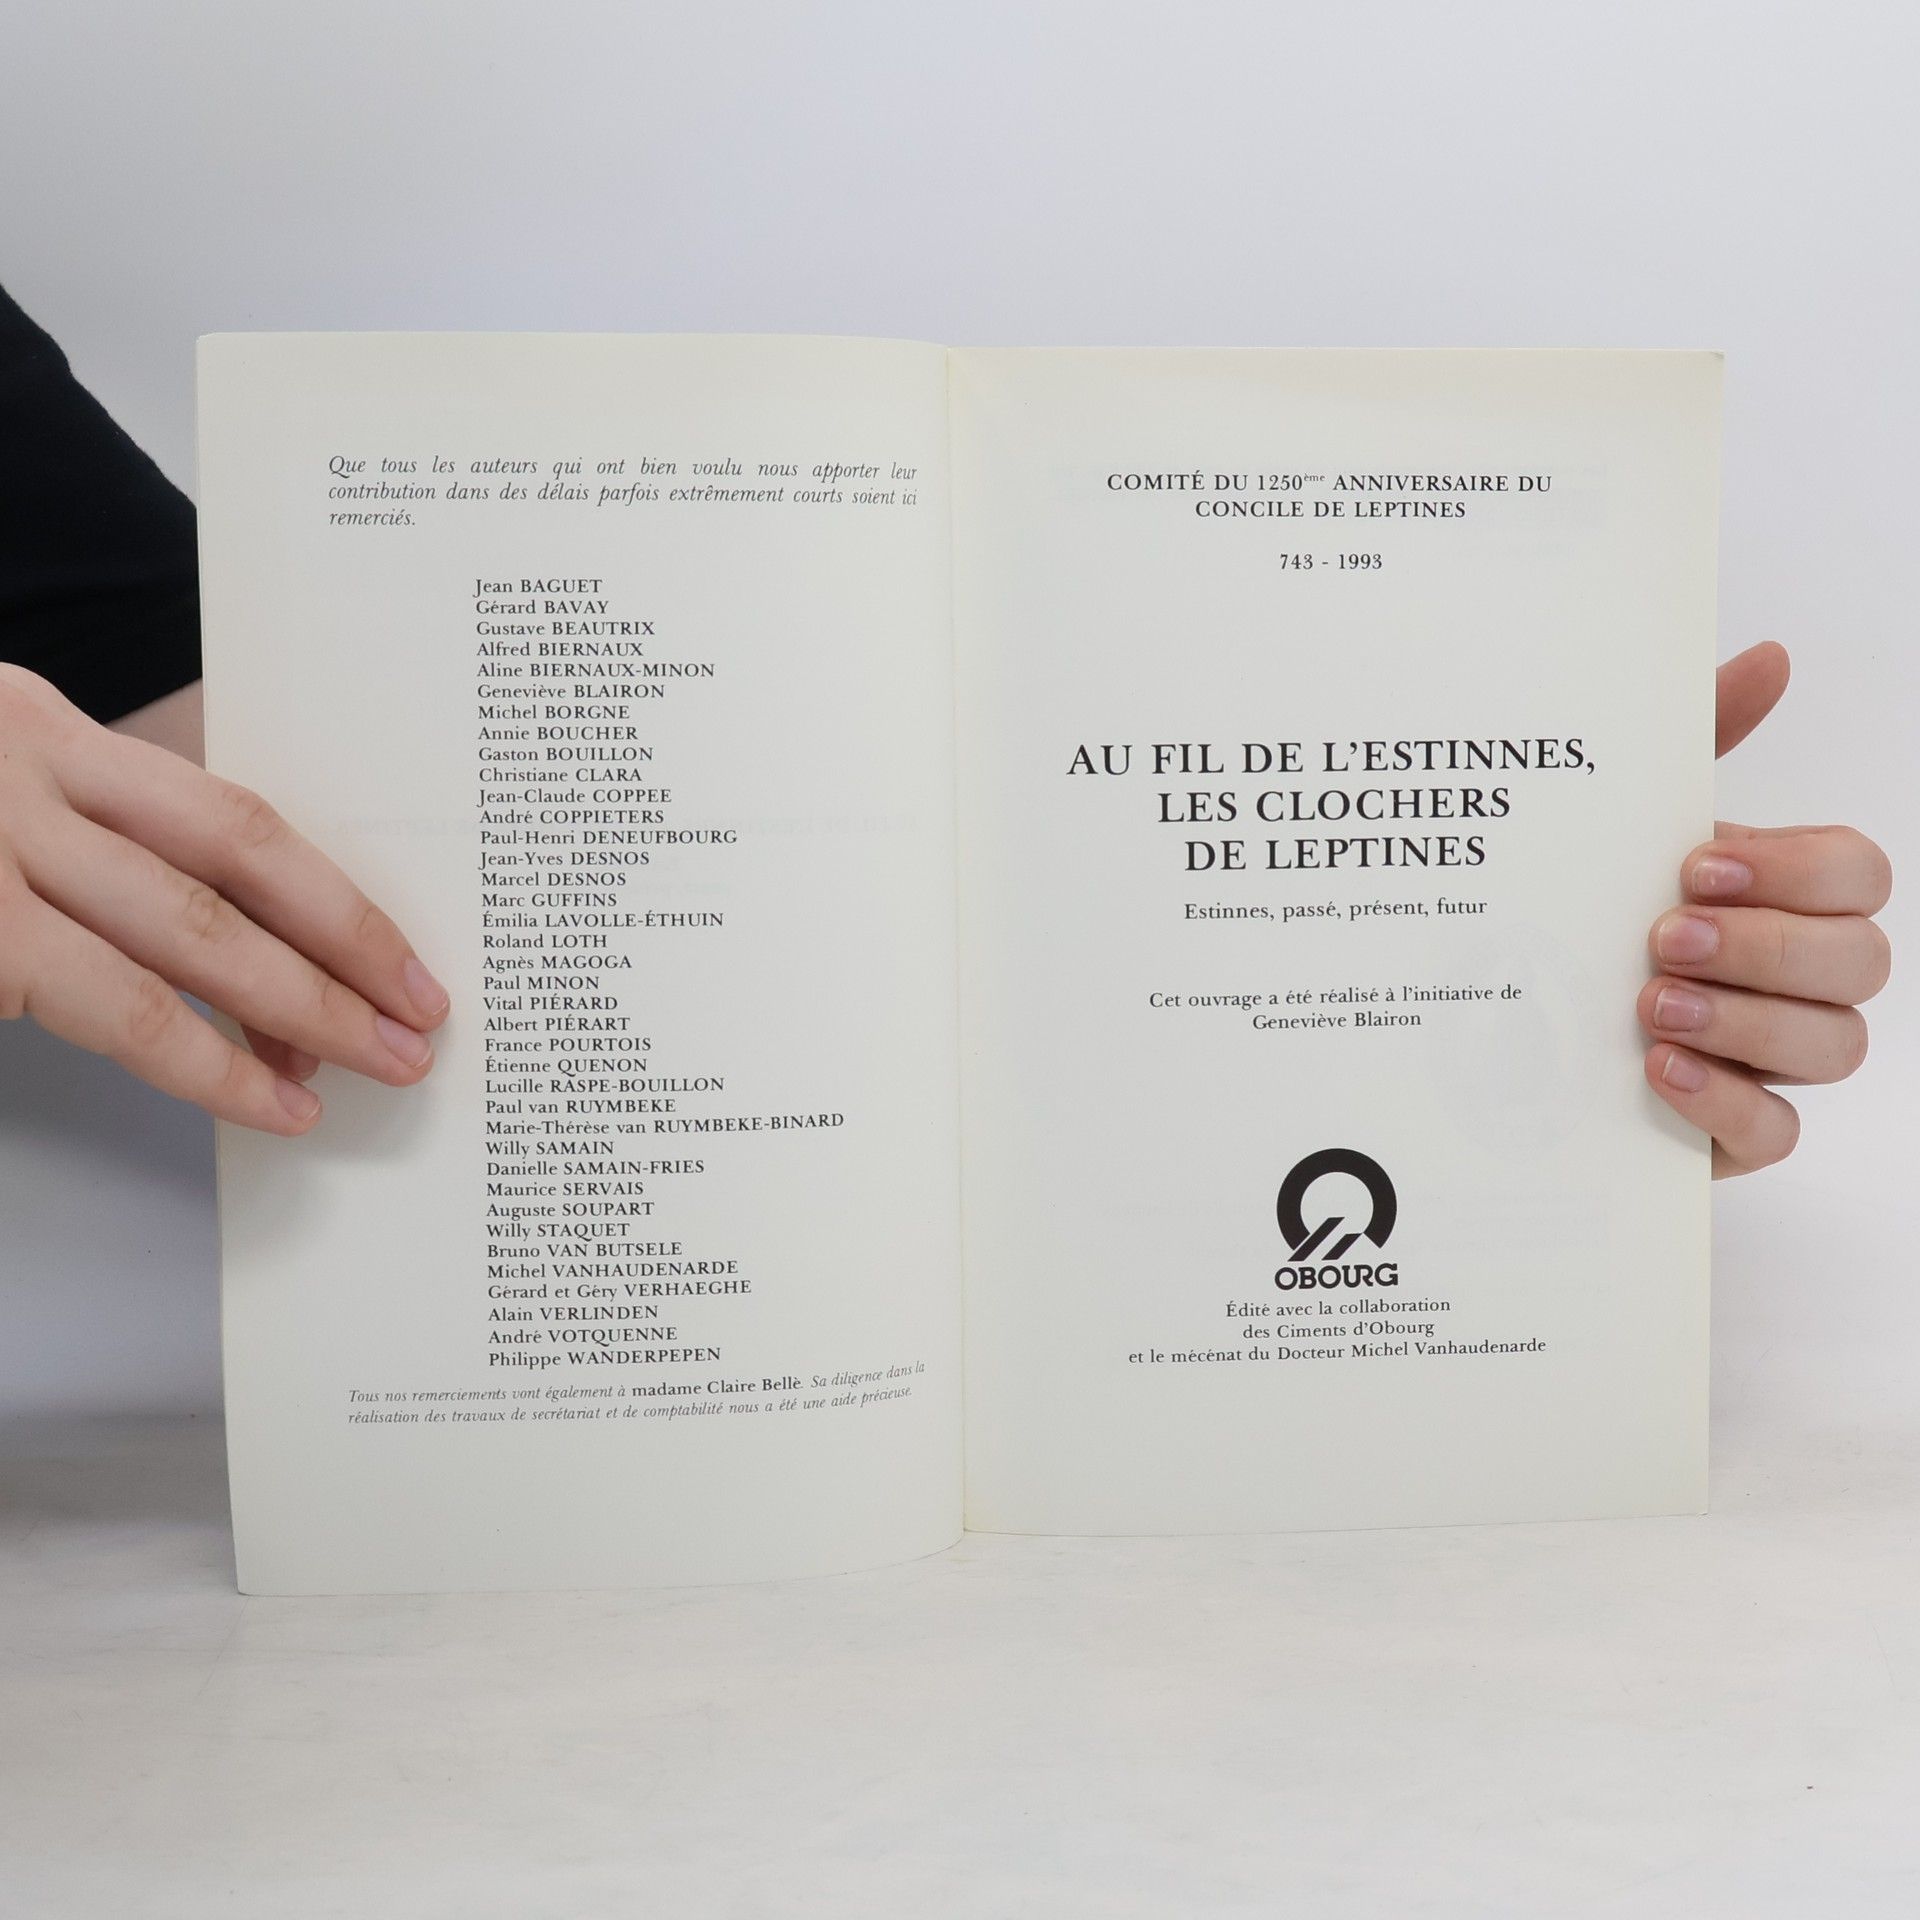 Que tous les auteurs qui ont bien voulu nous apporter leur
contribution dans des délais parfois extrêmement courts soient ici
remerciés.
Jean BAGUET
Gérard BAVAY
Gustave BEAUTRIX
Alfred BIERNAUX
Aline BIERNAUX-MINON
Geneviève BLAIRON
Michel BORGNE
Annie BOUCHER
Gaston BOUILLON
Christiane CLARA
Jean-Claude COPPEE
André COPPIETERS
Paul-Henri DENEUFBOURG
Jean-Yves DESNOS
Marcel DESNOS
Marc GUFFINS
Émilia LAVOLLE-ÉTHUIN
Roland LOTH
Agnès MAGOGA
Paul MINON
Vital PIÉRARD
Albert PIÉRART
France POURTOIS
Étienne QUENON
Lucille RASPE-BOUILLON
Paul van RUYMBEKE
Marie-Thérèse van RUYMBEKE-BINARD
Willy SAMAIN
Danielle SAMAIN-FRIES
Maurice SERVAIS
Auguste SOUPART
Willy STAQUET
Bruno VAN BUTSELE
Michel VANHAUDENARDE
Gérard et Géry VERHAEGHE
Alain VERLINDEN
André VOTQUENNE
Philippe WANDERPEPEN
Tous nos remerciements vont également à madame Claire Bellè. Sa diligence dans la
réalisation des travaux de secrétariat et de comptabilité nous a été une aide précieuse.
COMITÉ DU 1250ème ANNIVERSAIRE DU
CONCILE DE LEPTINES
743 - 1993
AU FIL DE L'ESTINNES,
LES CLOCHERS
DE LEPTINES
Estinnes, passé, présent, futur
Cet ouvrage a été réalisé à l'initiative de
Geneviève Blairon
OBOURG
Édité avec la collaboration
des Ciments d'Obourg
et le mécénat du Docteur Michel Vanhaudenarde